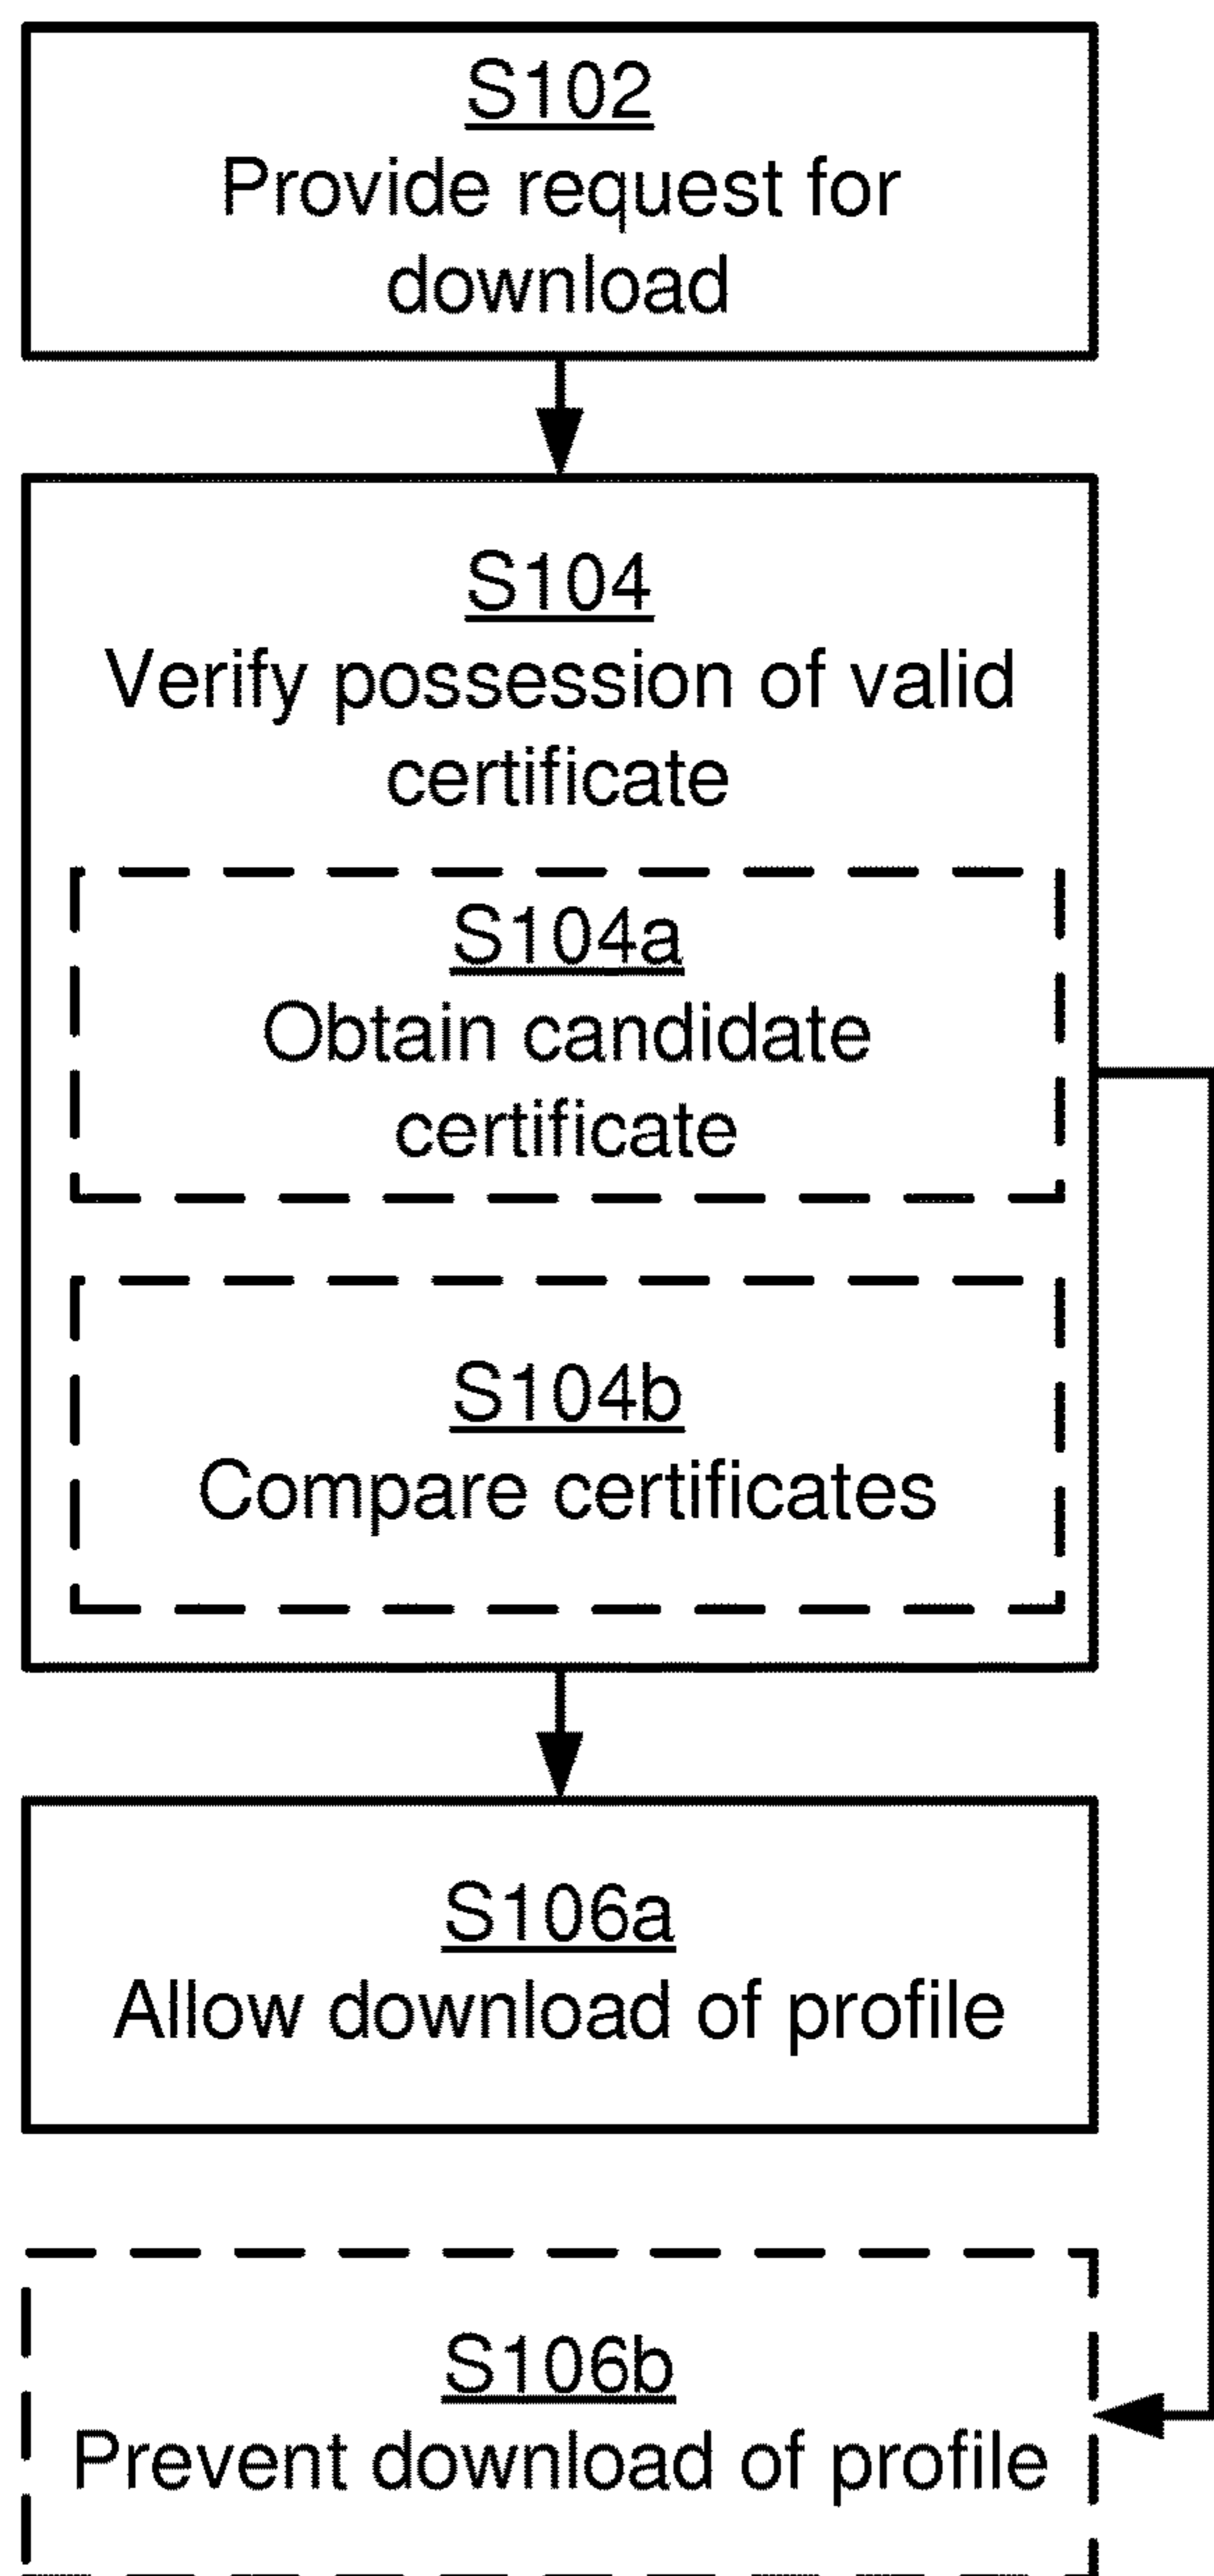 S102
Provide request for
download
S104
Verify possession of valid
certificate
S104a
Obtain candidate
certificate
S104b
Compare certificates
S106a
Allow download of profile
S106b
Prevent download of profile